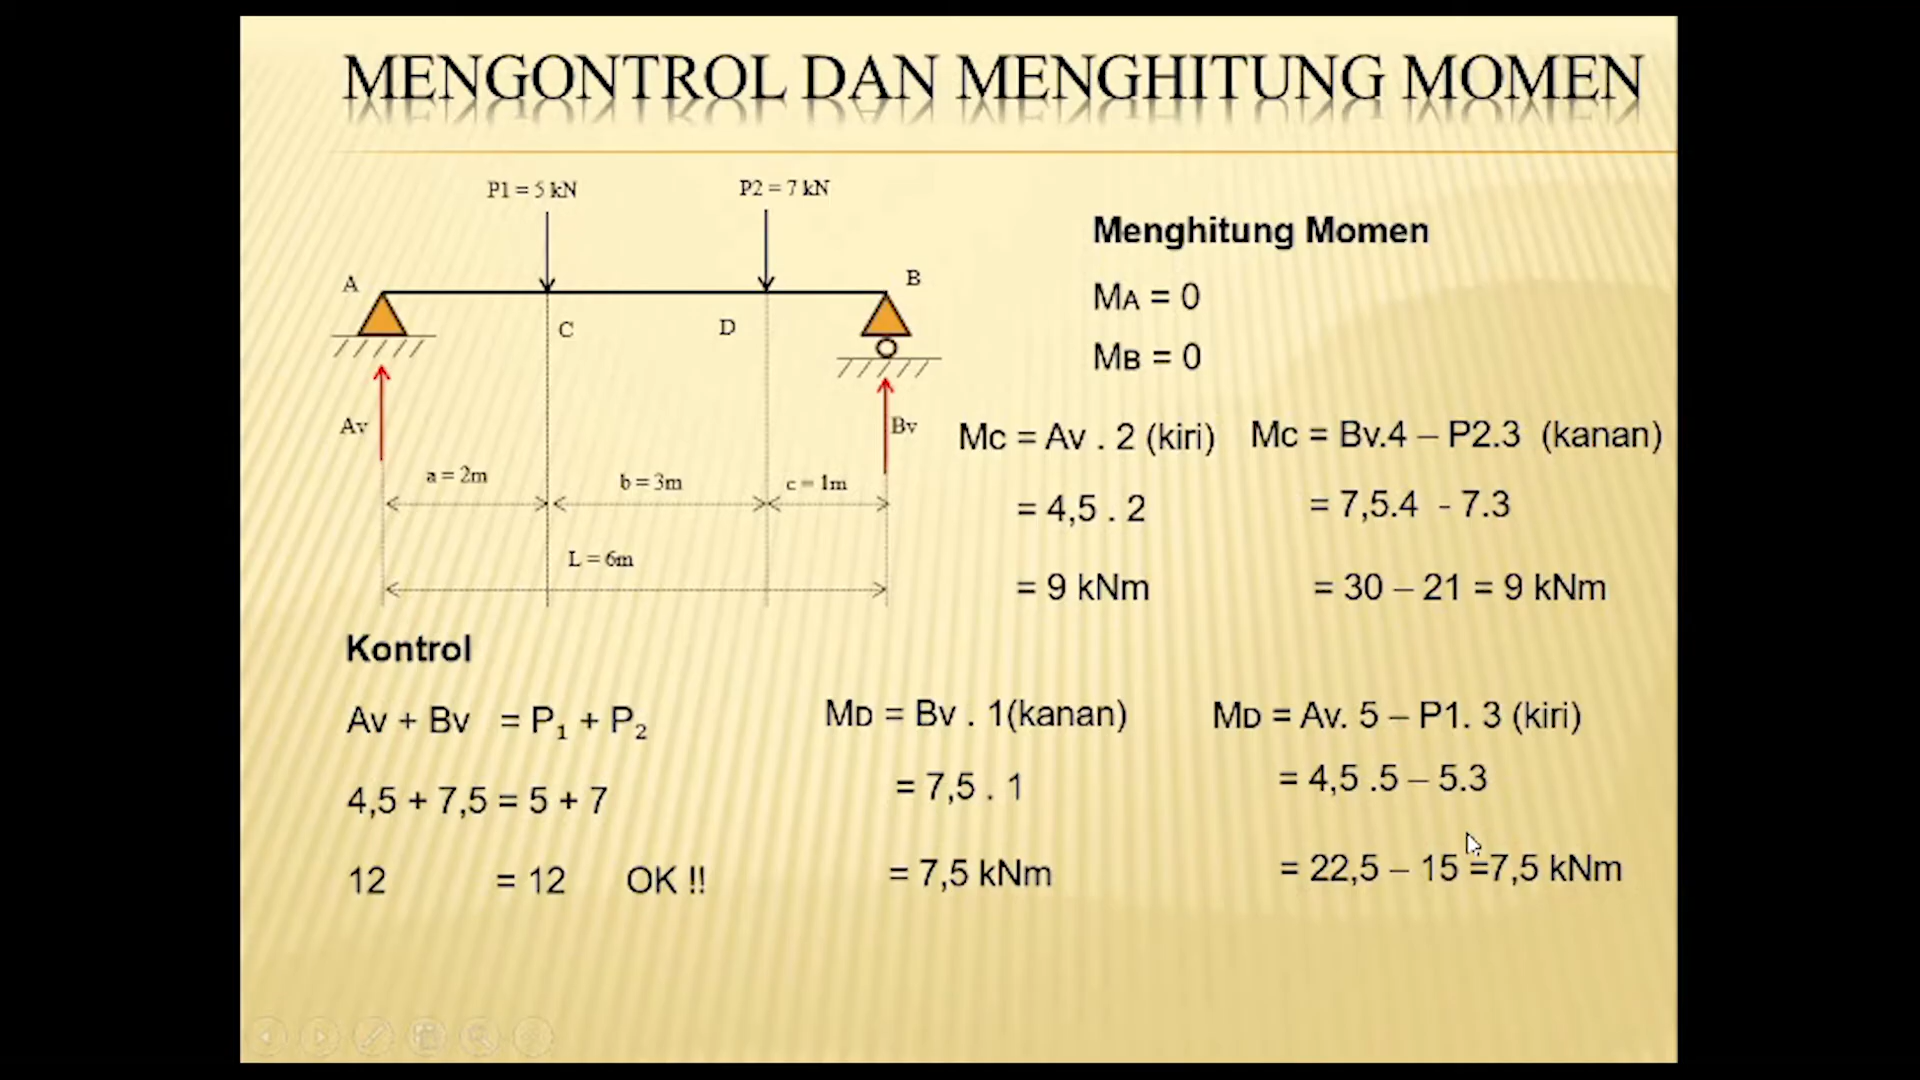 MENGONTROL DAN MENGHITUNG MOMEN
P1 = 5 kN
P2 = 7 kN
A
B
C
D
Av
Bv
a = 2m
b = 3m
c = 1m
L = 6m
Menghitung Momen
MA = 0
MB = 0
Mc = Av . 2 (kiri)
= 4,5 . 2
= 9 kNm
Mc = Bv.4 – P2.3 (kanan)
= 7,5.4 - 7.3
= 30 – 21 = 9 kNm
Kontrol
Av + Bv = P₁ + P₂
4,5 + 7,5 = 5 + 7
12 = 12 OK !!
MD = Bv . 1(kanan)
= 7,5 . 1
= 7,5 kNm
MD = Av. 5 – P1. 3 (kiri)
= 4,5 .5 – 5.3
= 22,5 – 15 =7,5 kNm